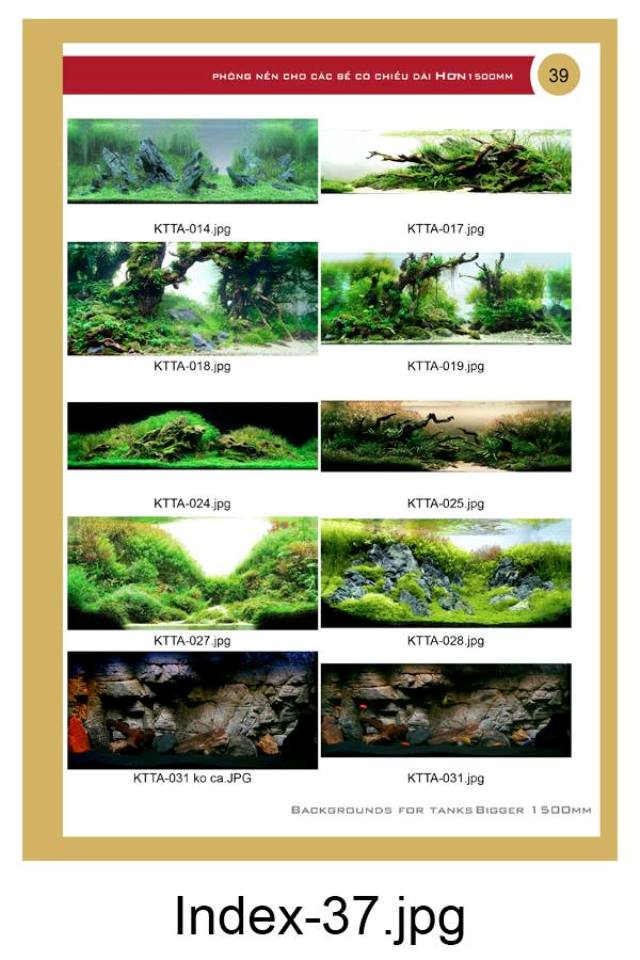 PHÔNG NỀN CHO CÁC BỂ CÓ CHIỀU DÀI HƠN 1500MM
39
KTTA-014.jpg KTTA-017.jpg
KTTA-018.jpg KTTA-019.jpg
KTTA-024.jpg KTTA-025.jpg
KTTA-027.jpg KTTA-028.jpg
KTTA-031 ko ca.JPG KTTA-031.jpg
BACKGROUNDS FOR TANKS BIGGER 1500MM
Index-37.jpg